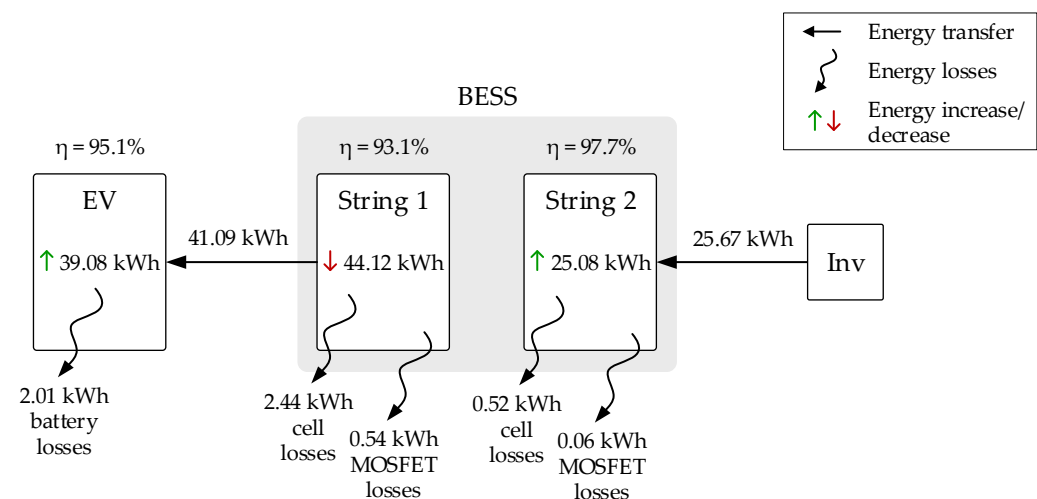 Energy transfer
Energy losses
Energy increase/
decrease
BESS
η = 95.1%
η = 93.1%
η = 97.7%
EV
String 1
String 2
41.09 kWh
25.67 kWh
↑ 39.08 kWh
↓ 44.12 kWh
↑ 25.08 kWh
Inv
2.01 kWh
battery
losses
2.44 kWh
cell
losses
0.54 kWh
MOSFET
losses
0.52 kWh
cell
losses
0.06 kWh
MOSFET
losses